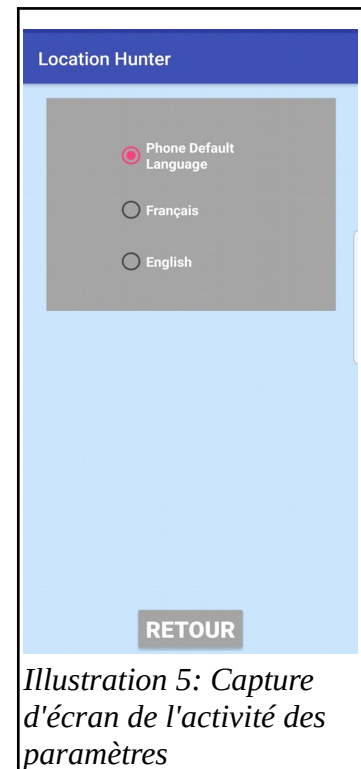 Location Hunter
Phone Default
Language
Français
English
RETOUR
Illustration 5: Capture
d'écran de l'activité des
paramètres